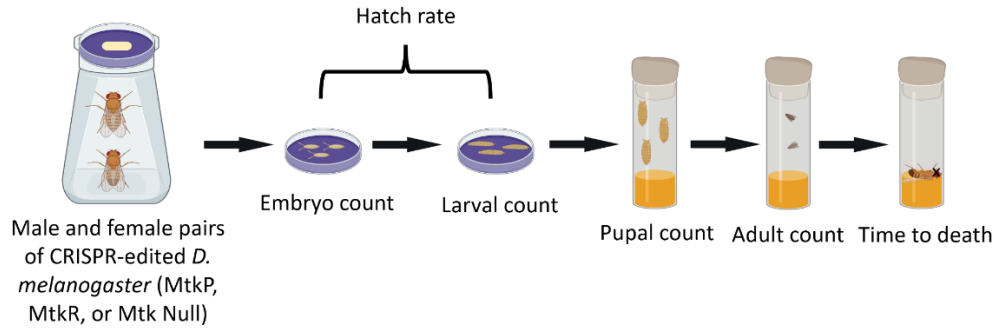 Hatch rate
Embryo count
Larval count
Pupal count
Adult count
Time to death
Male and female pairs
of CRISPR-edited D.
melanogaster (MtkP,
MtkR, or Mtk Null)